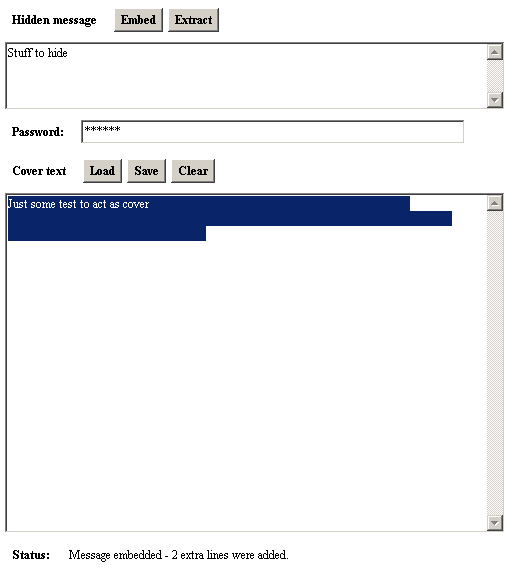 Hidden message Embed Extract
Stuff to hide
Password: ******
Cover text Load Save Clear
Just some test to act as cover
Status: Message embedded - 2 extra lines were added.